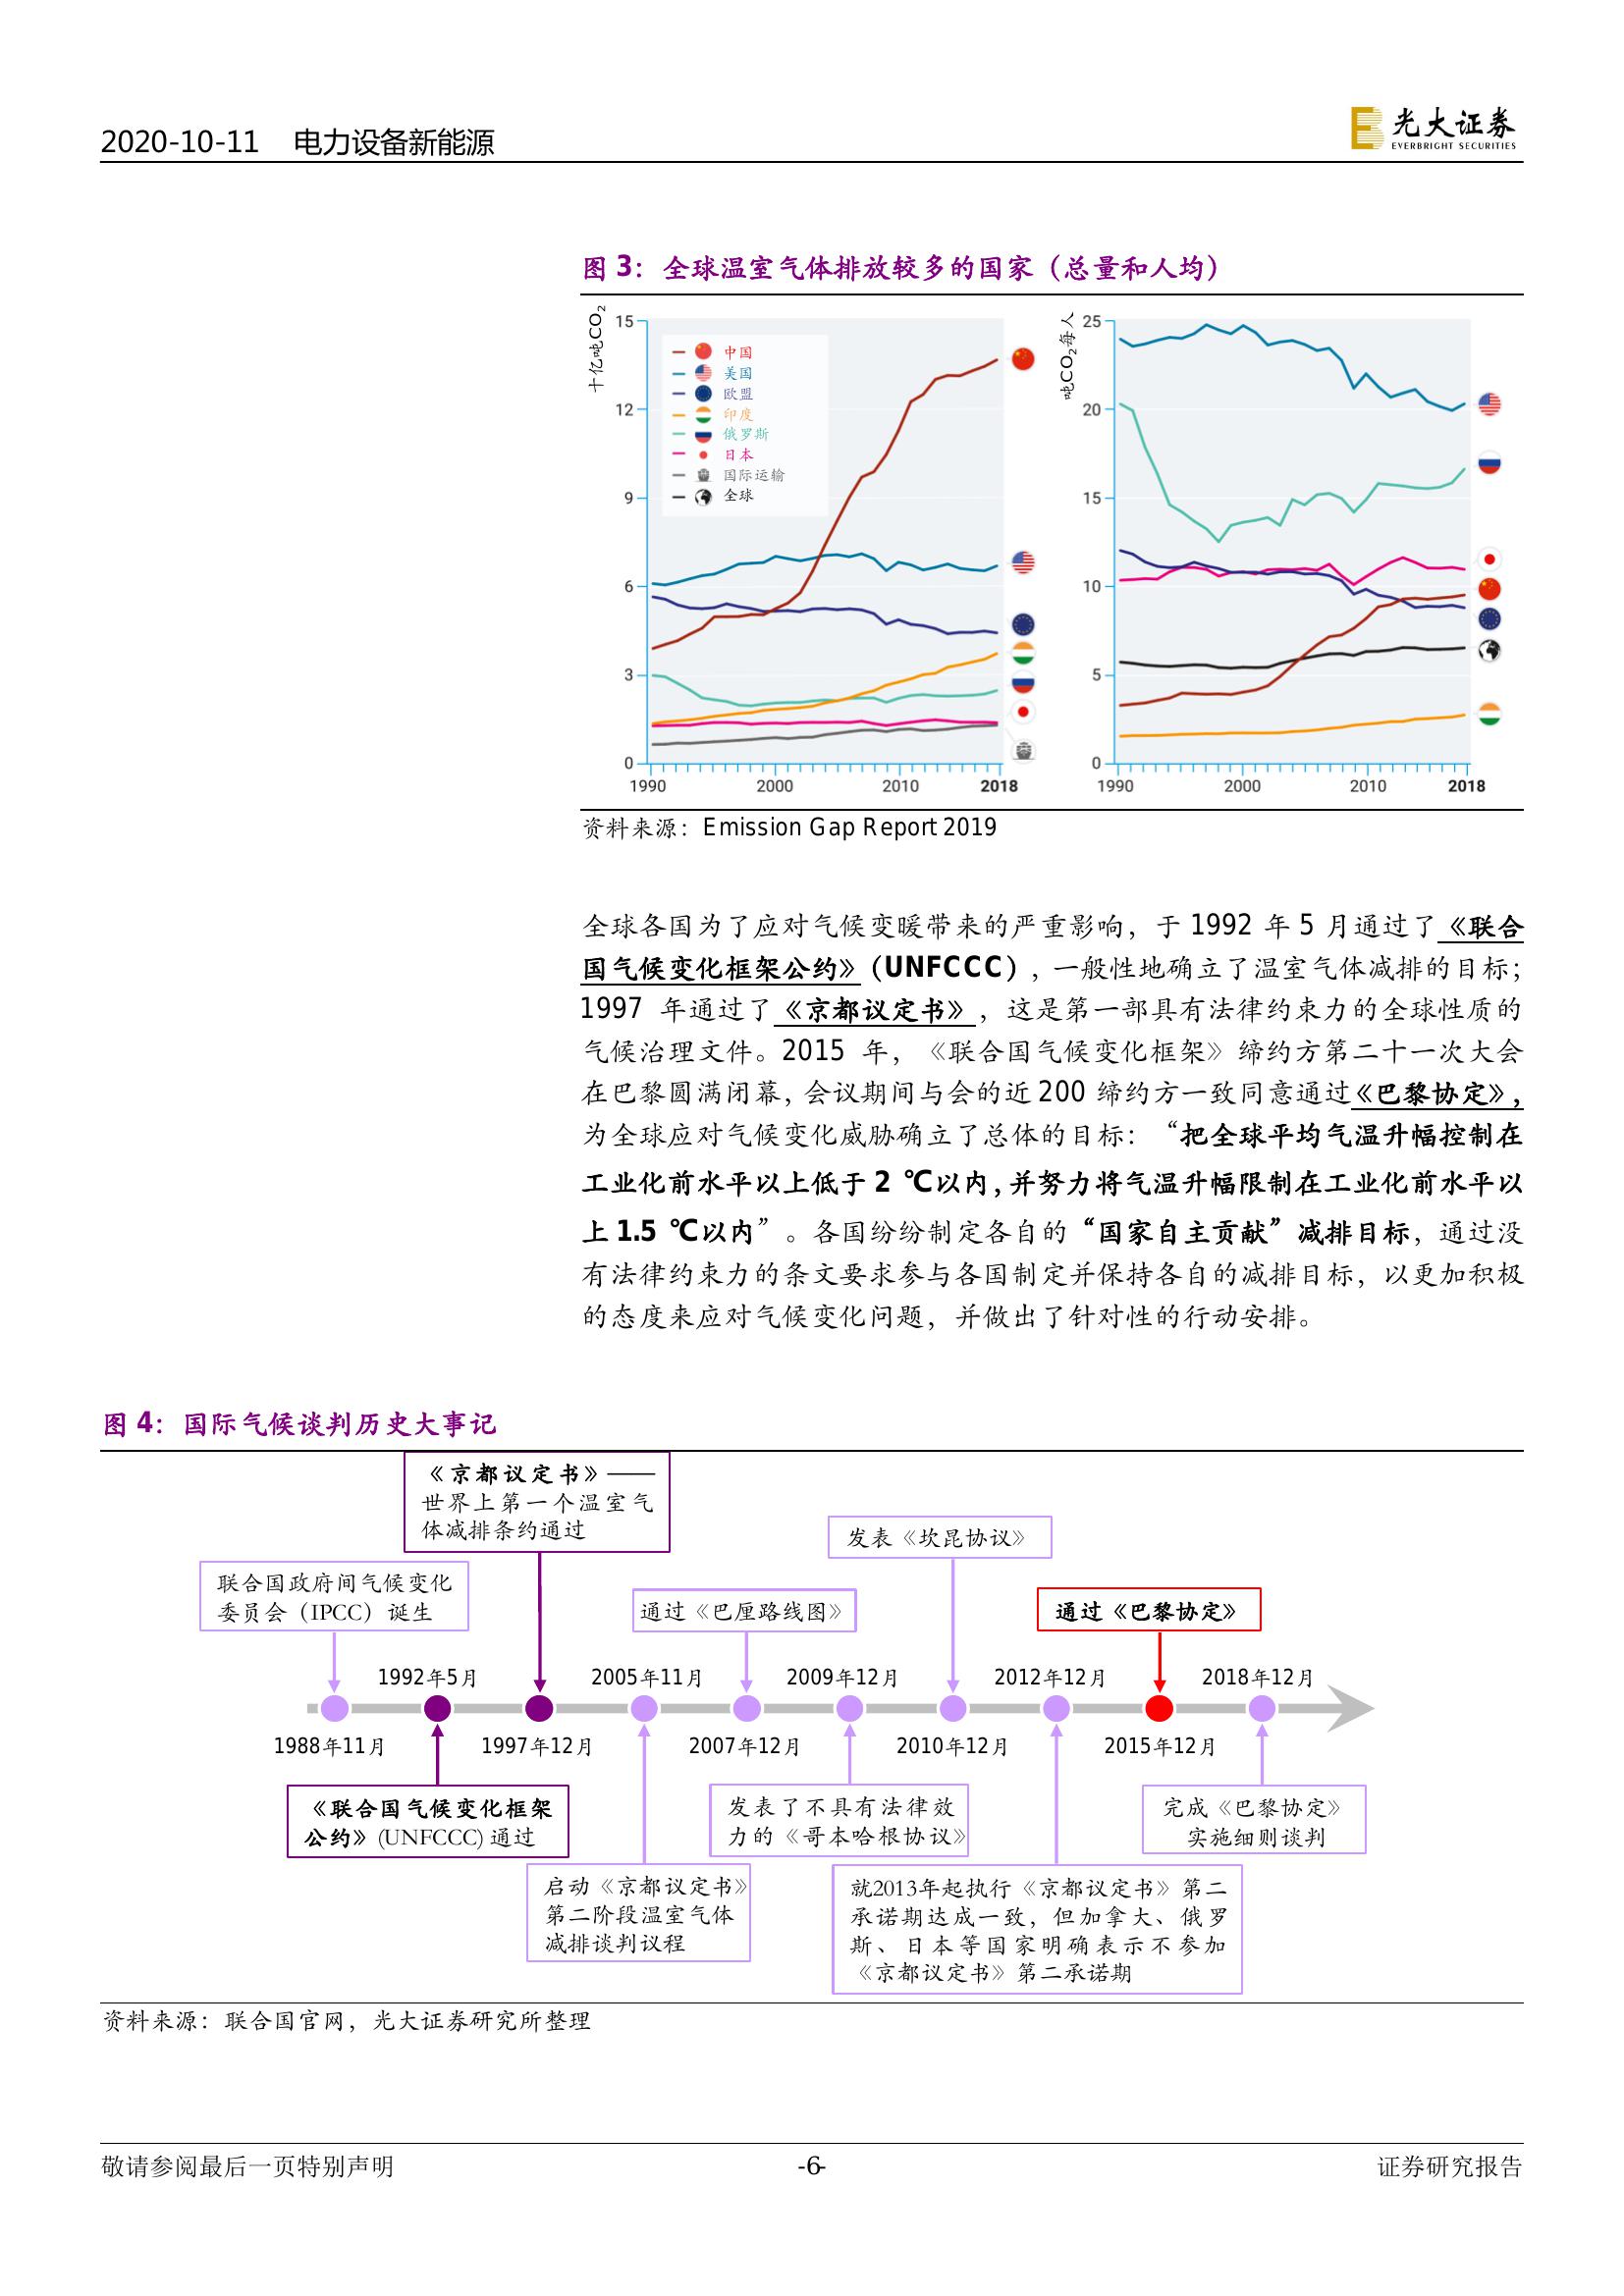 2020-10-11 电力设备新能源
光大证券
EVERBRIGHT SECURITIES
图 3：全球温室气体排放较多的国家（总量和人均）
十亿吨CO2
15
12
9
6
3
0
中国
美国
欧盟
印度
俄罗斯
日本
国际运输
全球
1990 2000 2010 2018
吨CO2每人
25
20
15
10
5
0
1990 2000 2010 2018
资料来源：Emission Gap Report 2019
全球各国为了应对气候变暖带来的严重影响，于 1992 年 5 月通过了《联合
国气候变化框架公约》（UNFCCC），一般性地确立了温室气体减排的目标；
1997 年通过了《京都议定书》，这是第一部具有法律约束力的全球性质的
气候治理文件。2015 年，《联合国气候变化框架》缔约方第二十一次大会
在巴黎圆满闭幕，会议期间与会的近 200 缔约方一致同意通过《巴黎协定》，
为全球应对气候变化威胁确立了总体的目标：“把全球平均气温升幅控制在
工业化前水平以上低于 2 ℃以内，并努力将气温升幅限制在工业化前水平以
上 1.5 ℃以内”。各国纷纷制定各自的“国家自主贡献”减排目标，通过没
有法律约束力的条文要求参与各国制定并保持各自的减排目标，以更加积极
的态度来应对气候变化问题，并做出了针对性的行动安排。
图 4：国际气候谈判历史大事记
《京都议定书》——
世界上第一个温室气
体减排条约通过
发表《坎昆协议》
联合国政府间气候变化
委员会（IPCC）诞生
通过《巴厘路线图》
通过《巴黎协定》
1992年5月 2005年11月 2009年12月 2012年12月 2018年12月
1988年11月 1997年12月 2007年12月 2010年12月 2015年12月
《联合国气候变化框架
公约》(UNFCCC) 通过
发表了不具有法律效
力的《哥本哈根协议》
完成《巴黎协定》
实施细则谈判
启动《京都议定书》
第二阶段温室气体
减排谈判议程
就2013年起执行《京都议定书》第二
承诺期达成一致，但加拿大、俄罗
斯、日本等国家明确表示不参加
《京都议定书》第二承诺期
资料来源：联合国官网，光大证券研究所整理
敬请参阅最后一页特别声明 -6- 证券研究报告